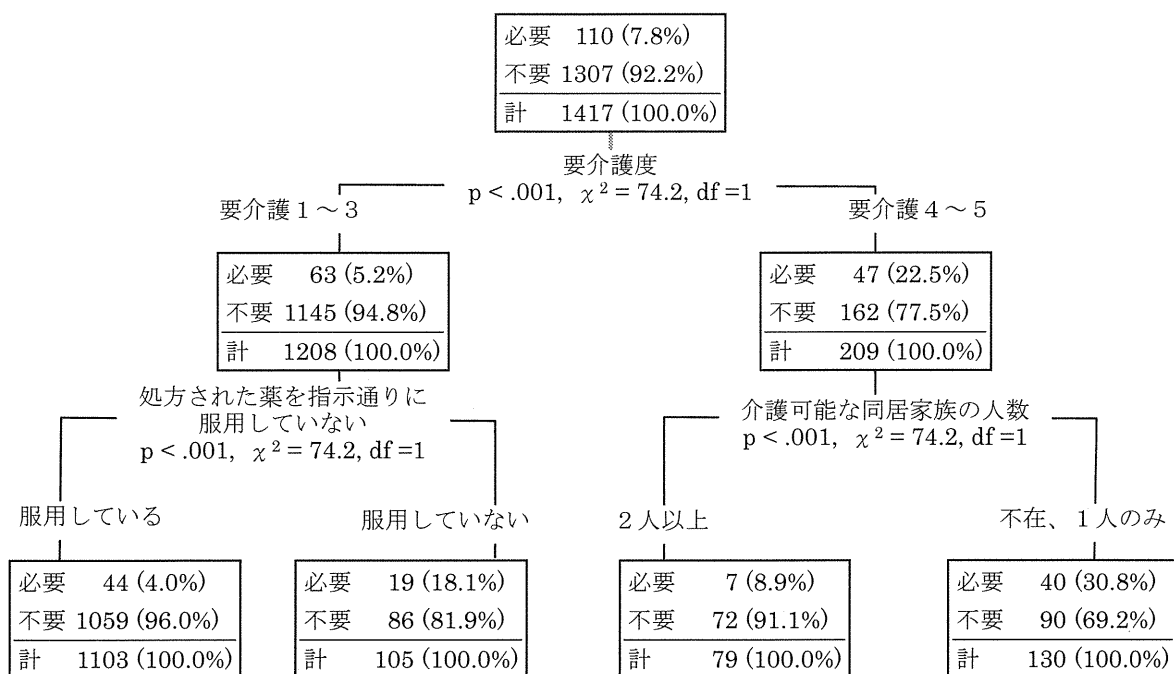 必要 110 (7.8%)
不要 1307 (92.2%)
計 1417 (100.0%)
要介護度
p < .001, χ² = 74.2, df =1
要介護1～3
要介護4～5
必要 63 (5.2%)
不要 1145 (94.8%)
計 1208 (100.0%)
必要 47 (22.5%)
不要 162 (77.5%)
計 209 (100.0%)
処方された薬を指示通りに
服用していない
p < .001, χ² = 74.2, df =1
介護可能な同居家族の人数
p < .001, χ² = 74.2, df =1
服用している
服用していない
2人以上
不在、1人のみ
必要 44 (4.0%)
不要 1059 (96.0%)
計 1103 (100.0%)
必要 19 (18.1%)
不要 86 (81.9%)
計 105 (100.0%)
必要 7 (8.9%)
不要 72 (91.1%)
計 79 (100.0%)
必要 40 (30.8%)
不要 90 (69.2%)
計 130 (100.0%)